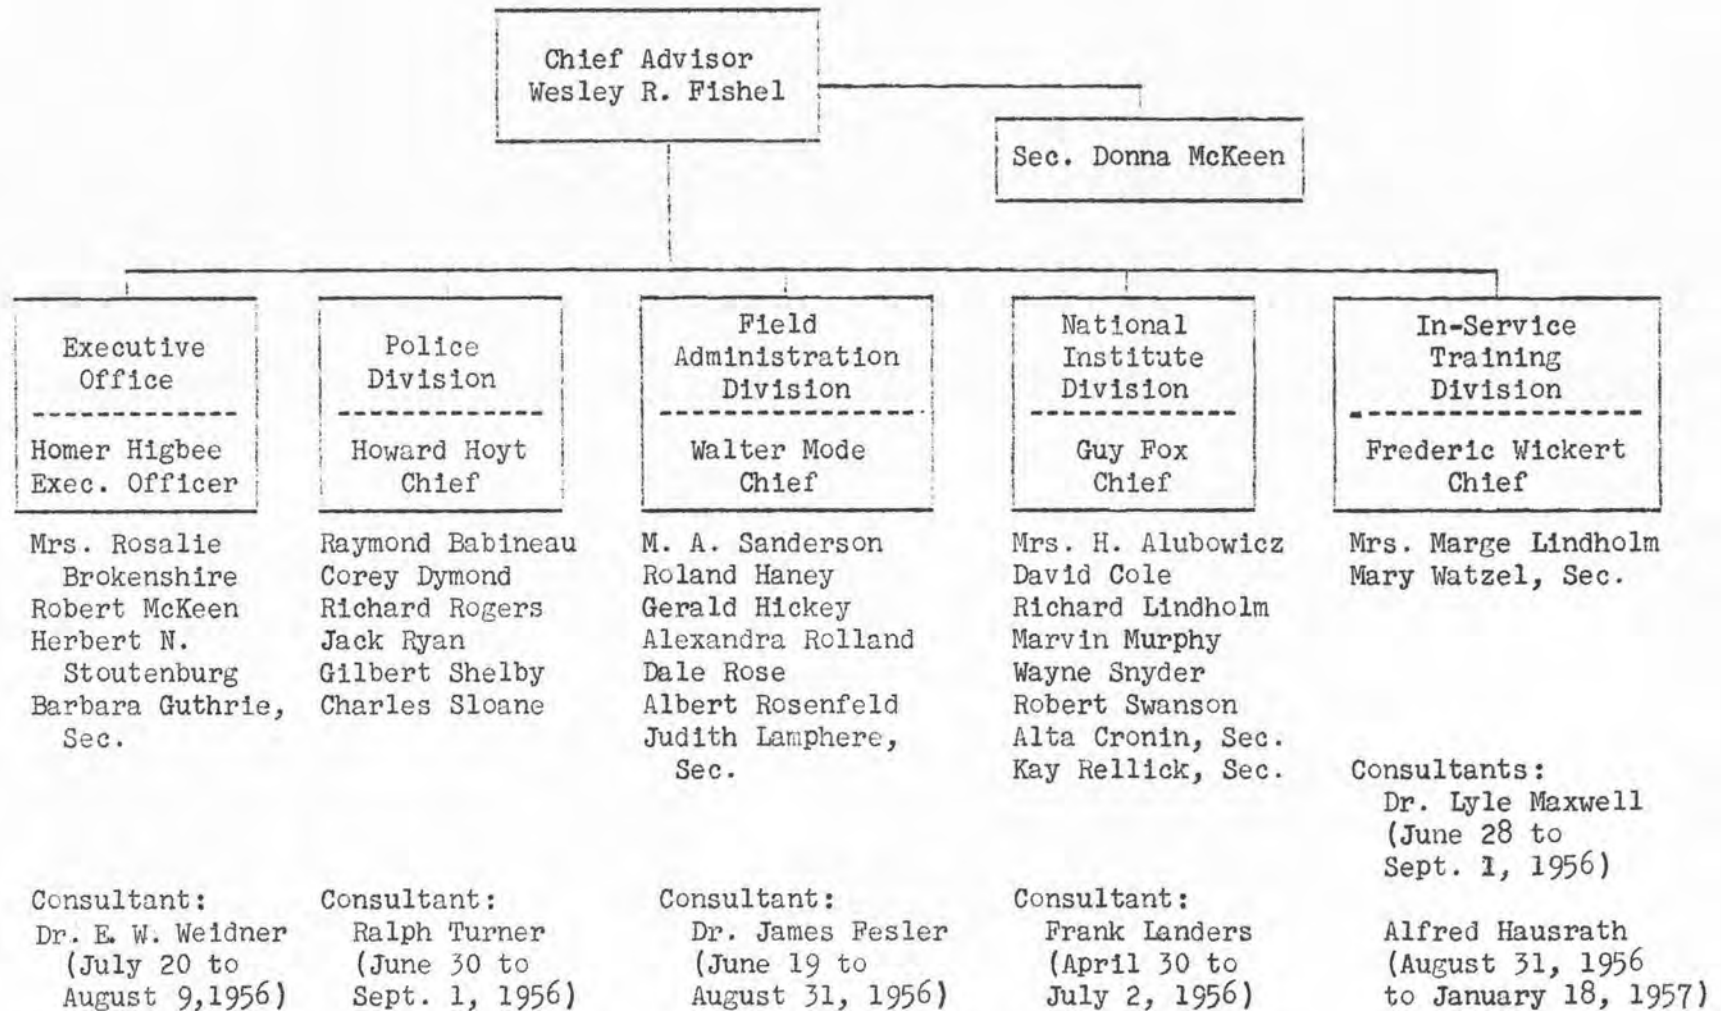 Chief Advisor
Wesley R. Fishel
Sec. Donna McKeen
Executive
Office
Homer Higbee
Exec. Officer
Mrs. Rosalie
Brokenshire
Robert McKeen
Herbert N.
Stoutenburg
Barbara Guthrie,
Sec.
Consultant:
Dr. E. W. Weidner
(July 20 to
August 9,1956)
Police
Division
Howard Hoyt
Chief
Raymond Babineau
Corey Dymond
Richard Rogers
Jack Ryan
Gilbert Shelby
Charles Sloane
Consultant:
Ralph Turner
(June 30 to
Sept. 1, 1956)
Field
Administration
Division
Walter Mode
Chief
M. A. Sanderson
Roland Haney
Gerald Hickey
Alexandra Rolland
Dale Rose
Albert Rosenfeld
Judith Lamphere,
Sec.
Consultant:
Dr. James Fesler
(June 19 to
August 31, 1956)
National
Institute
Division
Guy Fox
Chief
Mrs. H. Alubowicz
David Cole
Richard Lindholm
Marvin Murphy
Wayne Snyder
Robert Swanson
Alta Cronin, Sec.
Kay Rellick, Sec.
Consultant:
Frank Landers
(April 30 to
July 2, 1956)
In-Service
Training
Division
Frederic Wickert
Chief
Mrs. Marge Lindholm
Mary Watzel, Sec.
Consultants:
Dr. Lyle Maxwell
(June 28 to
Sept. 1, 1956)
Alfred Hausrath
(August 31, 1956
to January 18, 1957)